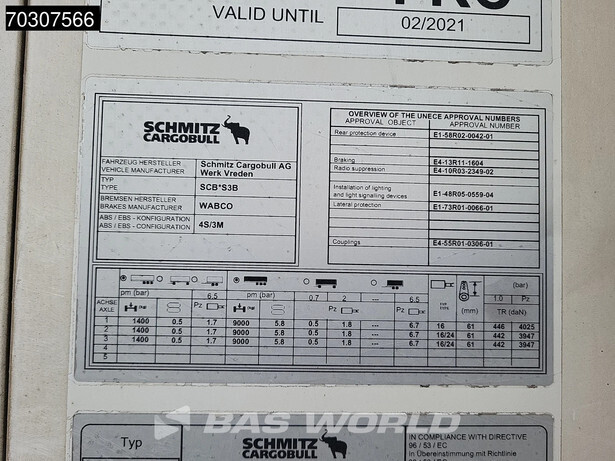 70307566
VALID UNTIL
02/2021
SCHMITZ
CARGOBULL
FAHRZEUG HERSTELLER
VEHICLE MANUFACTURER
Schmitz Cargobull AG
Werk Vreden
TYP
TYPE
SCB*S3B
BREMSEN HERSTELLER
BRAKES MANUFACTURER
WABCO
ABS / EBS - KONFIGURATION
ABS / EBS - CONFIGURATION
4S/3M
OVERVIEW OF THE UNECE APPROVAL NUMBERS
APPROVAL OBJECT APPROVAL NUMBER
Rear protection device E1-58R02-0042-01
Braking E4-13R11-1604
Radio suppression E4-10R03-2349-02
Installation of lighting
and light signalling devices E1-48R05-0559-04
Lateral protection E1-73R01-0066-01
Couplings E4-55R01-0306-01
pm (bar) 6.5 pm (bar) 0.7 2 ... 6.5 (mm) (bar) 1.0 Pz
ACHSE
AXLE
Pz Pz TR (daN)
1 1400 0.5 1.7 9000 5.8 0.5 1.8 ... 6.7 16 61 446 4025
2 1400 0.5 1.7 9000 5.8 0.5 1.8 ... 6.7 16/24 61 442 3947
3 1400 0.5 1.7 9000 5.8 0.5 1.8 ... 6.7 16/24 61 442 3947
4
5
BAS WORLD
Typ
SCHMITZ
CARGOBULL
IN COMPLIANCE WITH DIRECTIVE
96 / 53 / EC
in Übereinstimmung mit Richtlinie